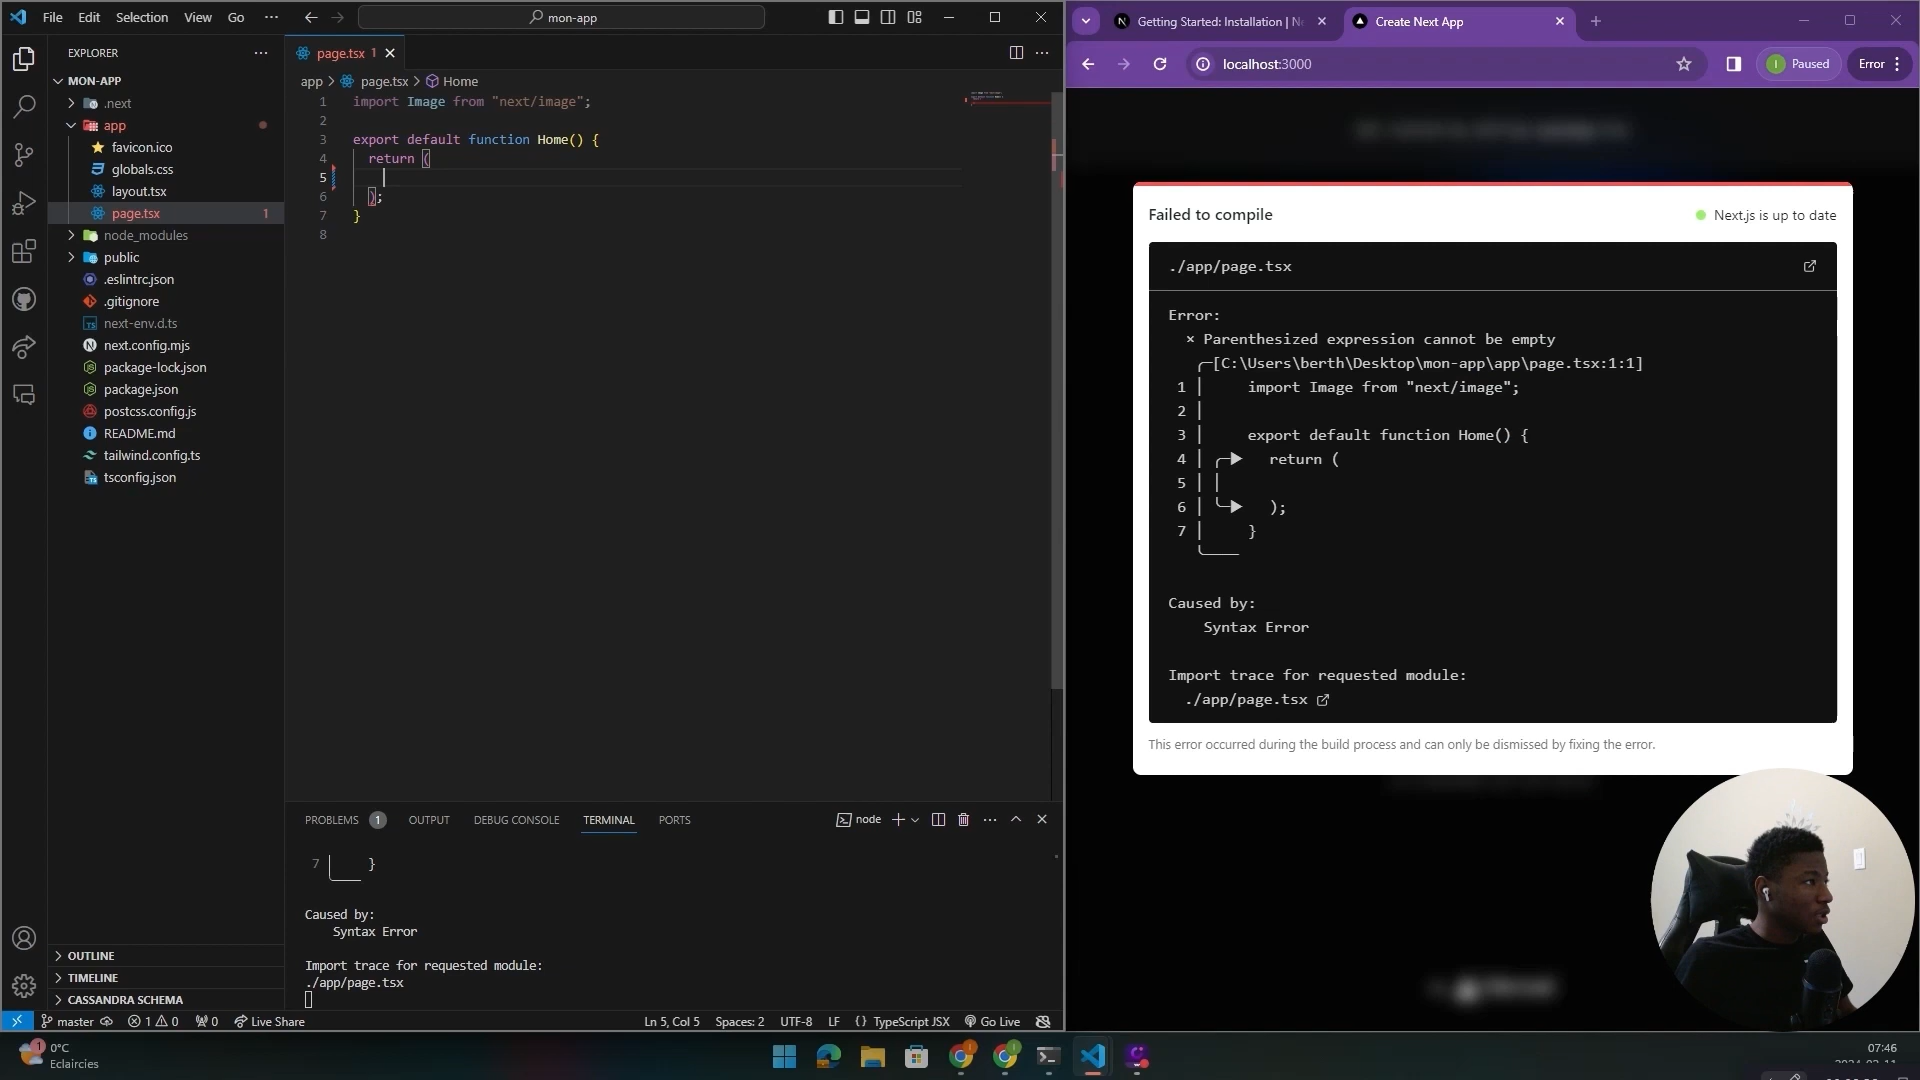 File Edit Selection View Go ··· mon-app
EXPLORER
MON-APP
.next
app
favicon.ico
globals.css
layout.tsx
page.tsx 1
node_modules
public
.eslintrc.json
.gitignore
next-env.d.ts
next.config.mjs
package-lock.json
package.json
postcss.config.js
README.md
tailwind.config.ts
tsconfig.json
OUTLINE
TIMELINE
CASSANDRA SCHEMA
page.tsx 1
app > page.tsx > Home
1 import Image from "next/image";
2
3 export default function Home() {
4 return (
5
6 );
7 }
8
PROBLEMS 1 OUTPUT DEBUG CONSOLE TERMINAL PORTS node
7 }
Caused by:
Syntax Error
Import trace for requested module:
./app/page.tsx
master 1 0 0 Live Share Ln 5, Col 5 Spaces: 2 UTF-8 LF {} TypeScript JSX Go Live
Getting Started: Installation | Create Next App
localhost:3000 I Paused Error
Failed to compile Next.js is up to date
./app/page.tsx
Error:
× Parenthesized expression cannot be empty
[C:\Users\berth\Desktop\mon-app\app\page.tsx:1:1]
1 | import Image from "next/image";
2 |
3 | export default function Home() {
4 | return (
5 |
6 | );
7 | }
Caused by:
Syntax Error
Import trace for requested module:
./app/page.tsx
This error occurred during the build process and can only be dismissed by fixing the error.
1 0°C
Eclaircies
07:46